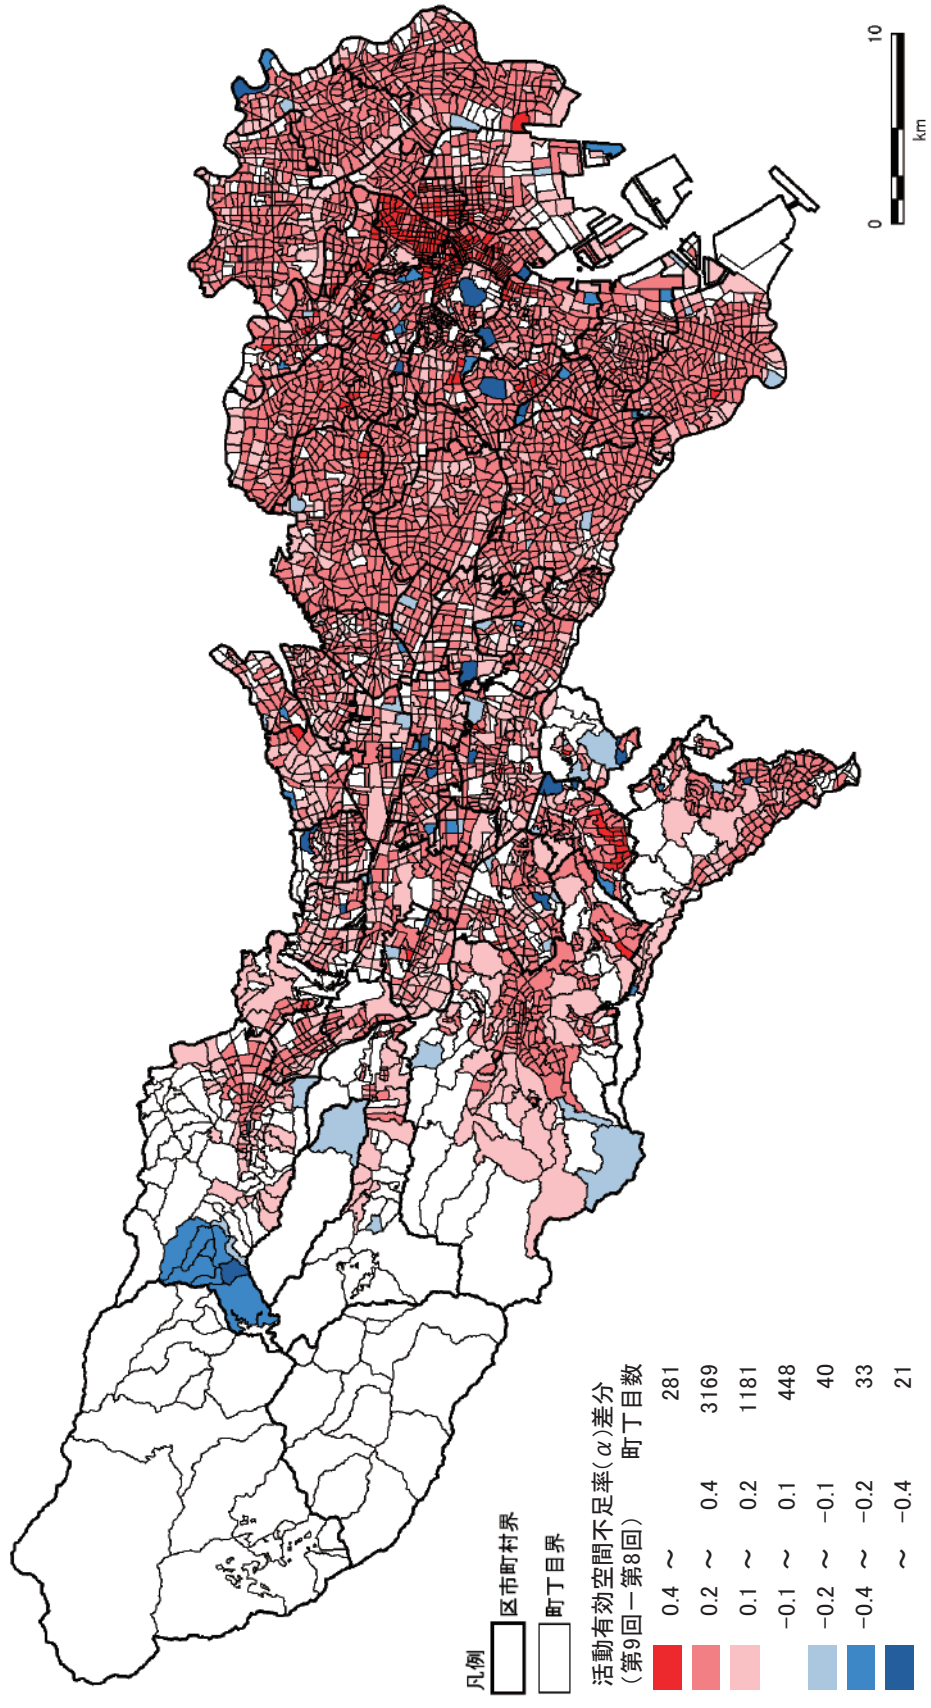 凡例
区市町村界
町丁目界
活動有効空間不足率(α)差分
(第9回－第8回) 町丁目数
0.4 ～ 281
0.2 ～ 0.4 3169
0.1 ～ 0.2 1181
−0.1 ～ 0.1 448
−0.2 ～ −0.1 40
−0.4 ～ −0.2 33
～ −0.4 21
0 10
km